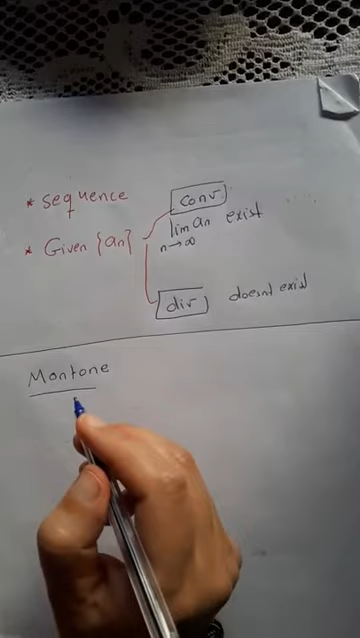 * sequence
conv
lim an exist
n→∞
* Given {an}
div doesnt exist
Montone